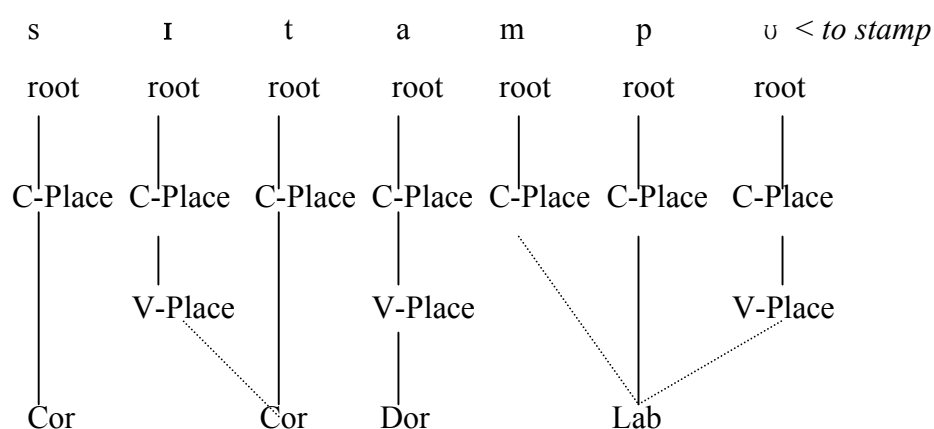 s ɪ t a m p ʊ < to stamp
root root root root root root root
C-Place C-Place C-Place C-Place C-Place C-Place C-Place
V-Place V-Place V-Place
Cor Cor Dor Lab